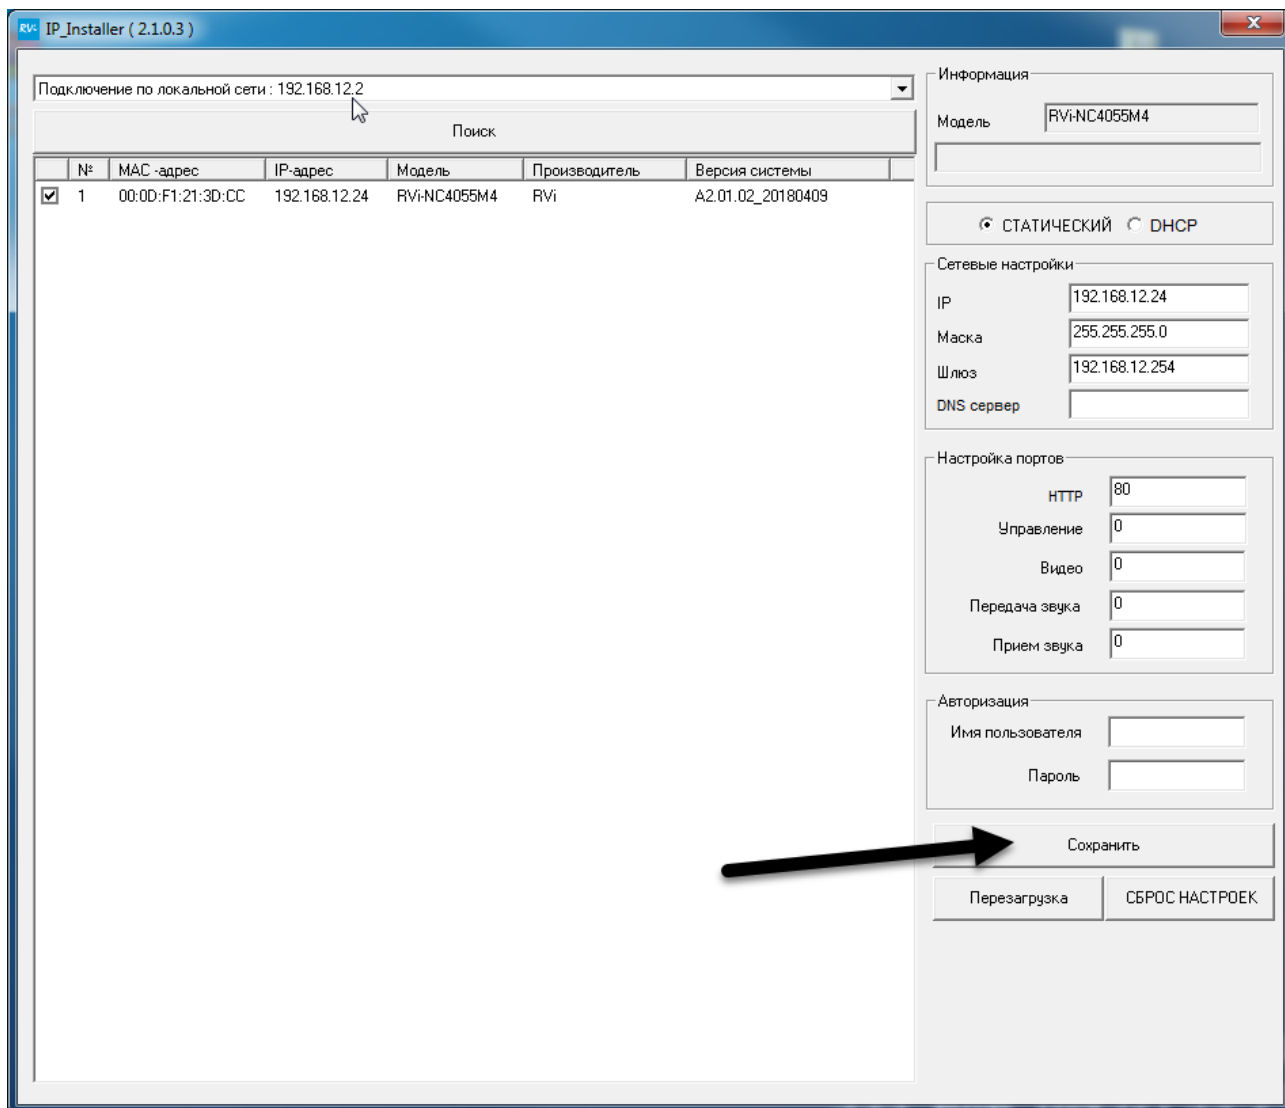 RVi IP_Installer ( 2.1.0.3 )
Подключение по локальной сети : 192.168.12.2
Поиск
№ MAC -адрес IP-адрес Модель Производитель Версия системы
1 00:0D:F1:21:3D:CC 192.168.12.24 RVi-NC4055M4 RVi A2.01.02_20180409
Информация
Модель RVi-NC4055M4
СТАТИЧЕСКИЙ DHCP
Сетевые настройки
IP 192.168.12.24
Маска 255.255.255.0
Шлюз 192.168.12.254
DNS сервер
Настройка портов
HTTP 80
Управление 0
Видео 0
Передача звука 0
Прием звука 0
Авторизация
Имя пользователя
Пароль
Сохранить
Перезагрузка СБРОС НАСТРОЕК